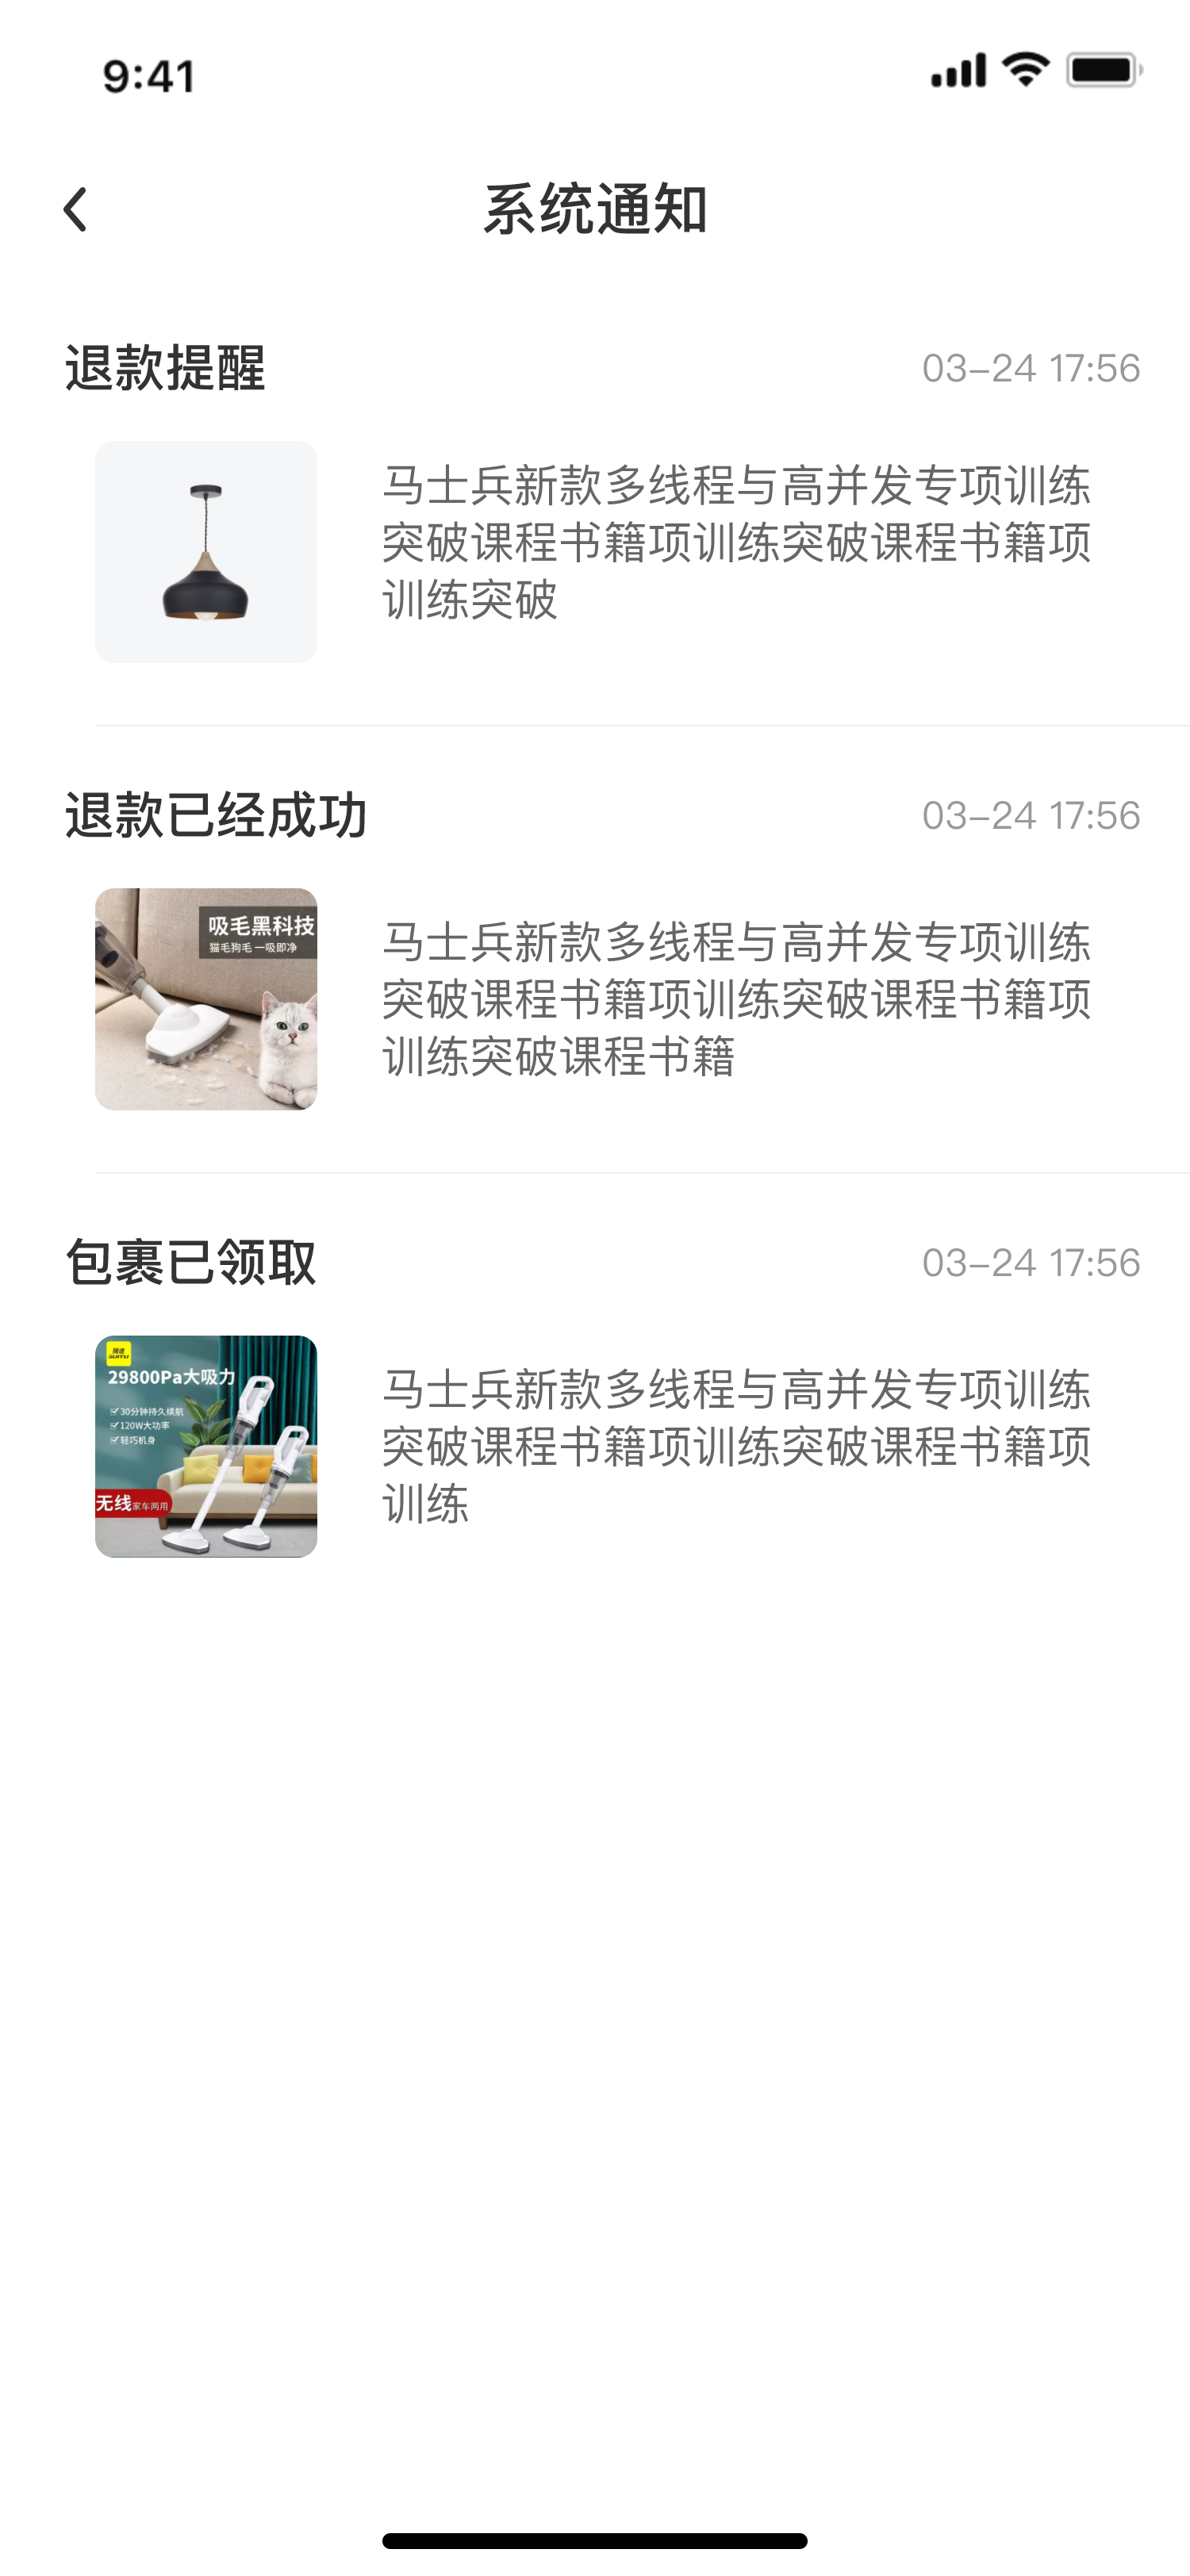 9:41
系统通知
退款提醒
03-24 17:56
马士兵新款多线程与高并发专项训练
突破课程书籍项训练突破课程书籍项
训练突破
退款已经成功
03-24 17:56
吸毛黑科技
猫毛狗毛 一吸即净
马士兵新款多线程与高并发专项训练
突破课程书籍项训练突破课程书籍项
训练突破课程书籍
包裹已领取
03-24 17:56
随途
SUITU
29800Pa大吸力
30分钟持久续航
120W大功率
轻巧机身
无线家车两用
马士兵新款多线程与高并发专项训练
突破课程书籍项训练突破课程书籍项
训练